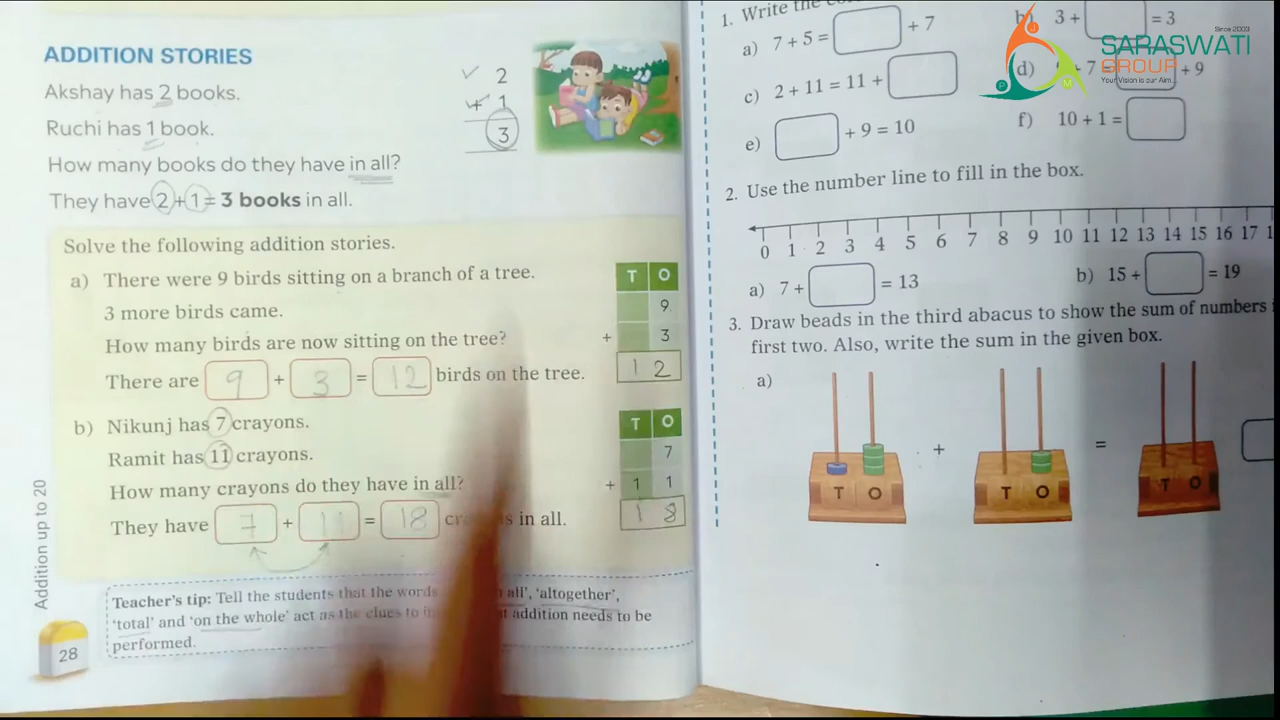 ADDITION STORIES
Akshay has 2 books.
Ruchi has 1 book.
How many books do they have in all?
They have 2 + 1 = 3 books in all.
2
+ 1
3
Solve the following addition stories.
a) There were 9 birds sitting on a branch of a tree.
3 more birds came.
How many birds are now sitting on the tree?
There are 9 + 3 = 12 birds on the tree.
T O
9
+ 3
1 2
b) Nikunj has 7 crayons.
Ramit has 11 crayons.
How many crayons do they have in all?
They have 7 + 11 = 18 in all.
T O
7
+ 1 1
1 8
Teacher's tip: Tell the students that the words all', 'altogether',
'total' and 'on the whole' act as the clues to addition needs to be
performed.
Addition up to 20
28
1. Write the
a) 7 + 5 = + 7
b) 3 + = 3
c) 2 + 11 = 11 +
d) + 7 = + 9
e) + 9 = 10
f) 10 + 1 =
2. Use the number line to fill in the box.
0 1 2 3 4 5 6 7 8 9 10 11 12 13 14 15 16 17
a) 7 + = 13
b) 15 + = 19
3. Draw beads in the third abacus to show the sum of numbers
first two. Also, write the sum in the given box.
a)
T O + T O = T O
Since 2003
SARASWATI
GROUP
Your Vision is our Aim...
P M